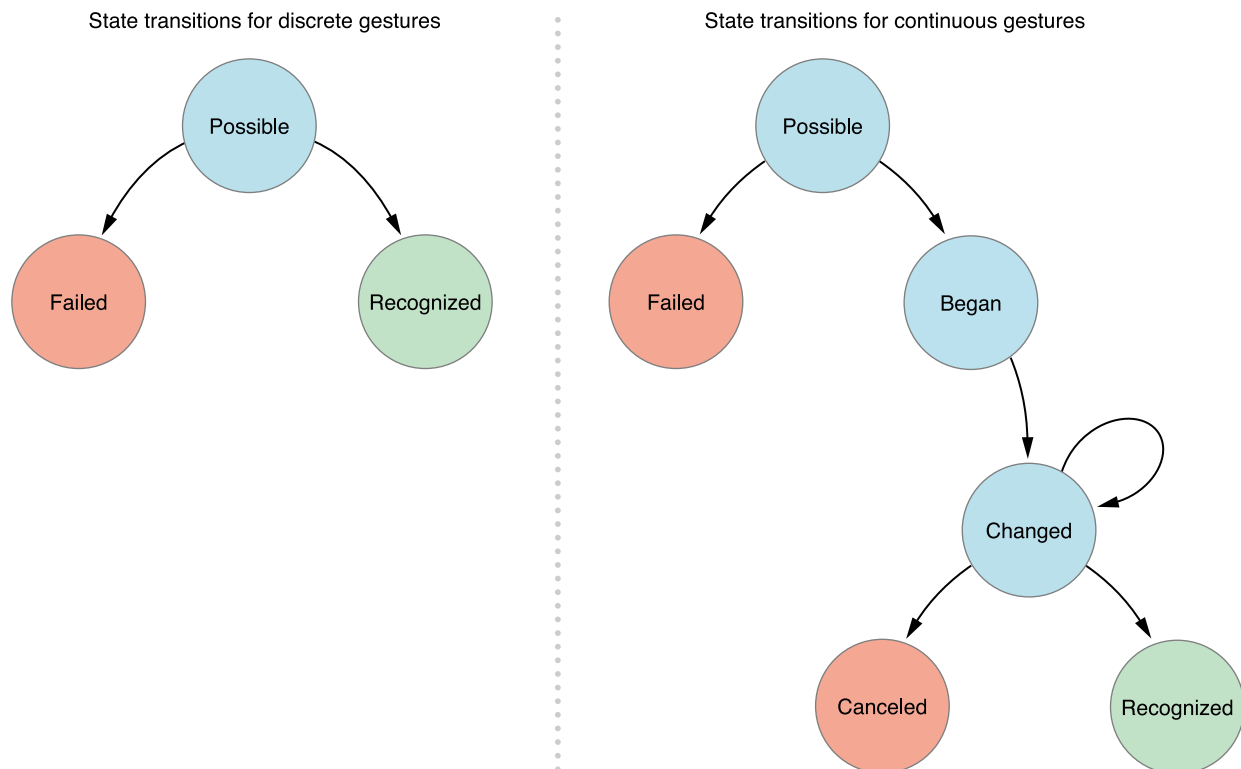 State transitions for discrete gestures
Possible
Failed
Recognized
State transitions for continuous gestures
Possible
Failed
Began
Changed
Canceled
Recognized